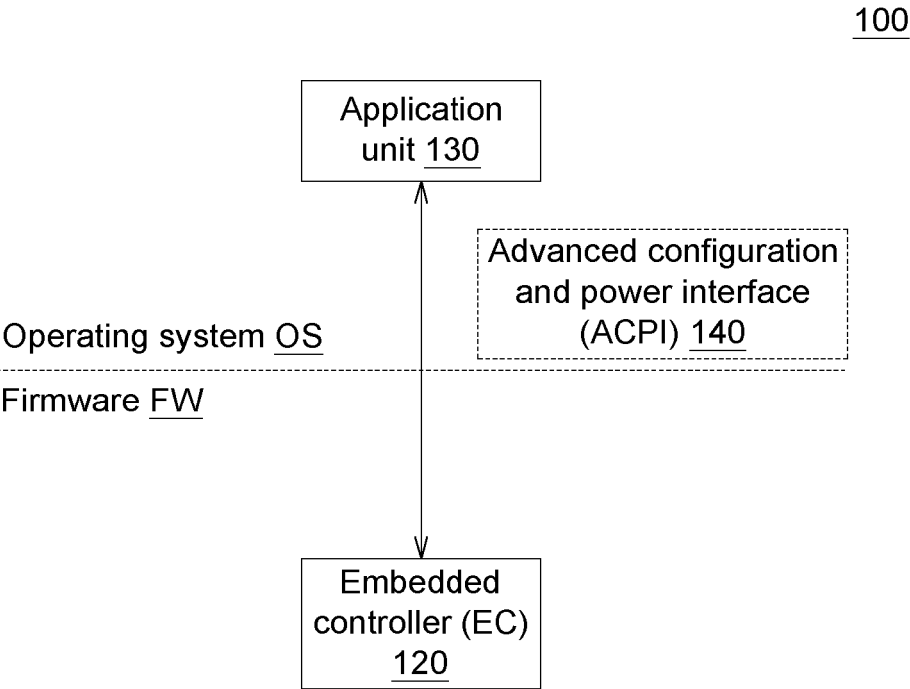 100
Application
unit 130
Advanced configuration
and power interface
(ACPI) 140
Operating system OS
Firmware FW
Embedded
controller (EC)
120